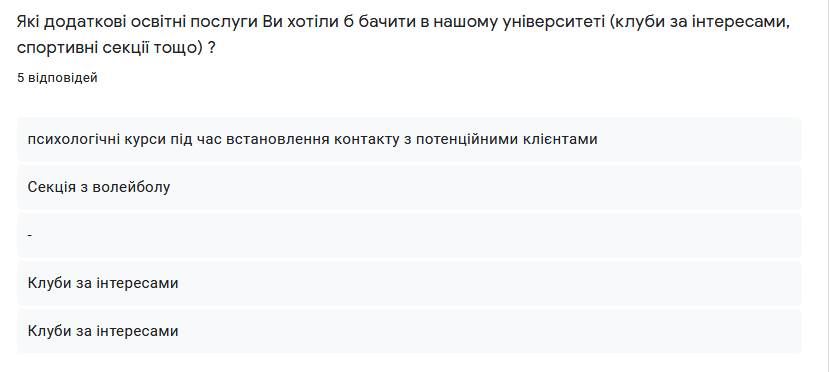 Які додаткові освітні послуги Ви хотіли б бачити в нашому університеті (клуби за інтересами,
спортивні секції тощо) ?
5 відповідей
психологічні курси під час встановлення контакту з потенційними клієнтами
Секція з волейболу
-
Клуби за інтересами
Клуби за інтересами